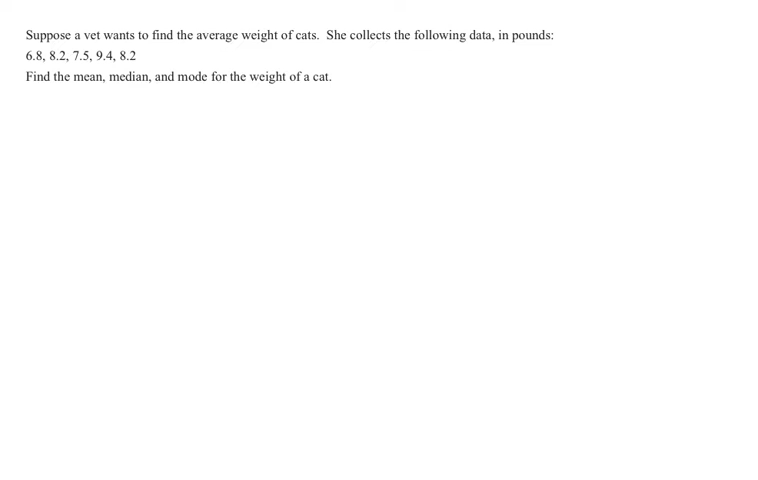 Suppose a vet wants to find the average weight of cats.  She collects the following data, in pounds:
6.8, 8.2, 7.5, 9.4, 8.2
Find the mean, median, and mode for the weight of a cat.